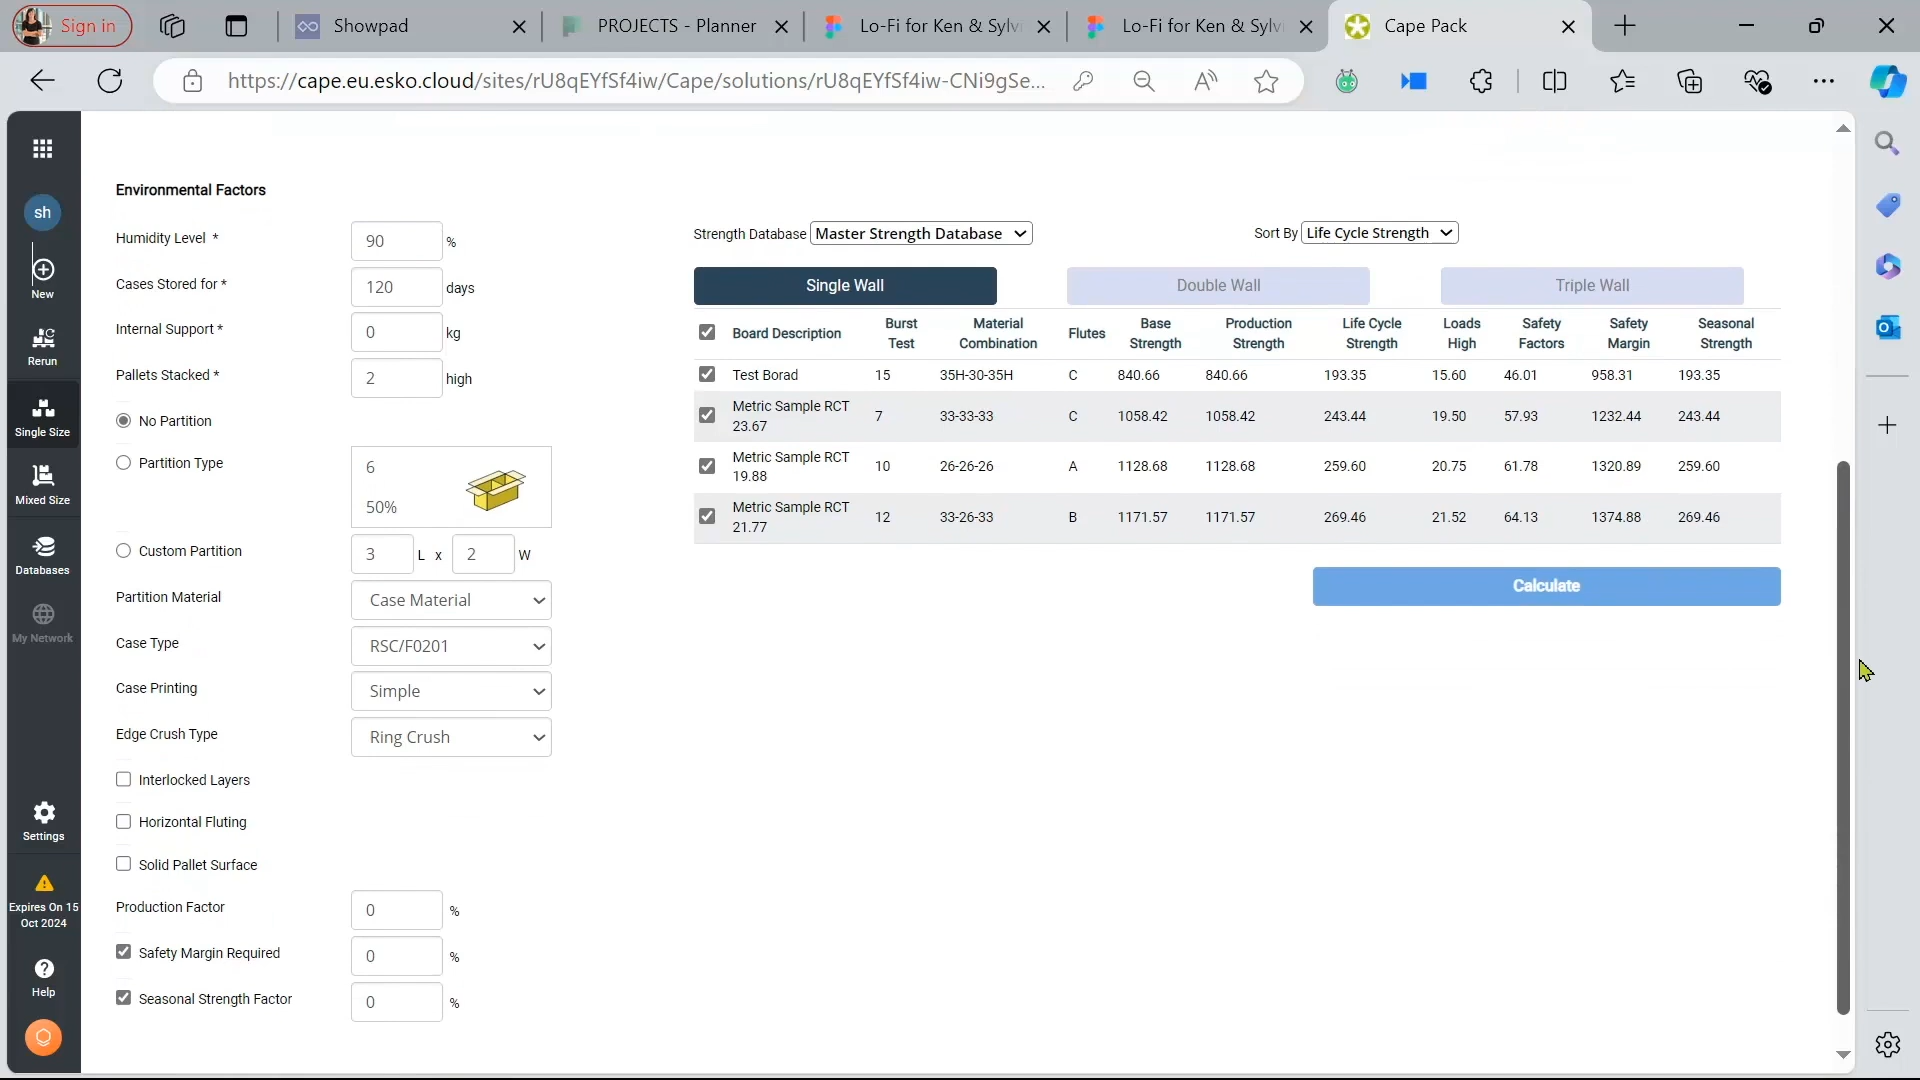 Sign in
Showpad
PROJECTS - Planner
Lo-Fi for Ken & Sylvi
Lo-Fi for Ken & Sylvi
Cape Pack
https://cape.eu.esko.cloud/sites/rU8qEYfSf4iw/Cape/solutions/rU8qEYfSf4iw-CNi9gSe...
sh
New
Rerun
Single Size
Mixed Size
Databases
My Network
Settings
Expires On 15
Oct 2024
Help
Environmental Factors
Humidity Level * 90 %
Cases Stored for * 120 days
Internal Support * 0 kg
Pallets Stacked * 2 high
No Partition
Partition Type 6
50%
Custom Partition 3 L x 2 W
Partition Material Case Material
Case Type RSC/F0201
Case Printing Simple
Edge Crush Type Ring Crush
Interlocked Layers
Horizontal Fluting
Solid Pallet Surface
Production Factor 0 %
Safety Margin Required 0 %
Seasonal Strength Factor 0 %
Strength Database Master Strength Database Sort By Life Cycle Strength
Single Wall Double Wall Triple Wall
Board Description Burst Test Material Combination Flutes Base Strength Production Strength Life Cycle Strength Loads High Safety Factors Safety Margin Seasonal Strength
Test Borad 15 35H-30-35H C 840.66 840.66 193.35 15.60 46.01 958.31 193.35
Metric Sample RCT 23.67 7 33-33-33 C 1058.42 1058.42 243.44 19.50 57.93 1232.44 243.44
Metric Sample RCT 19.88 10 26-26-26 A 1128.68 1128.68 259.60 20.75 61.78 1320.89 259.60
Metric Sample RCT 21.77 12 33-26-33 B 1171.57 1171.57 269.46 21.52 64.13 1374.88 269.46
Calculate